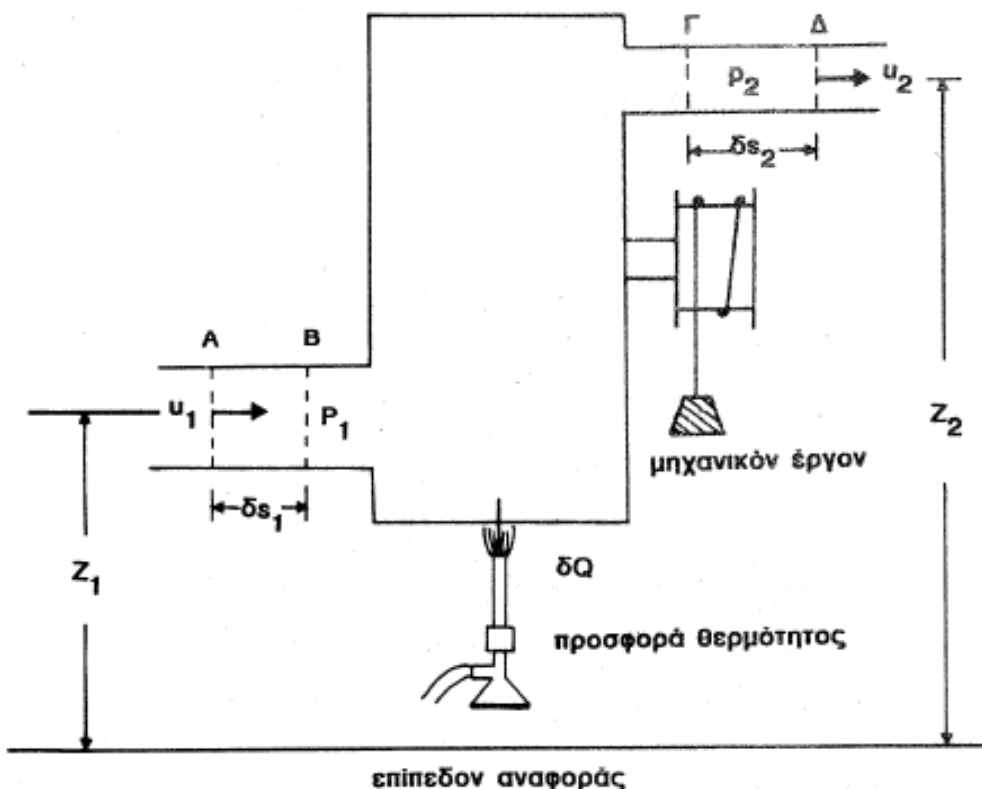 Γ Δ
p₂ u₂
δs₂
A B
u₁ P₁
δs₁
Z₁
Z₂
μηχανικόν έργον
δQ
προσφορά θερμότητος
επίπεδον αναφοράς